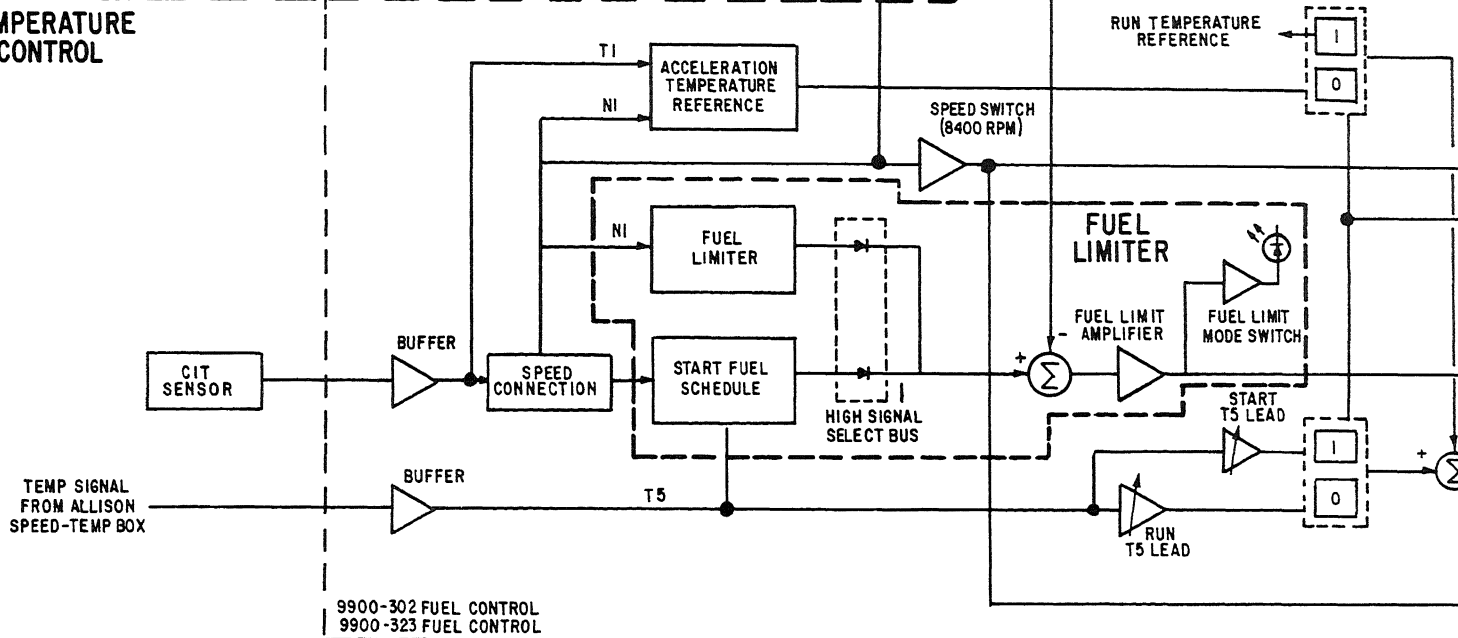 MPERATURE
CONTROL
RUN TEMPERATURE
REFERENCE
1
0
T1
N1
ACCELERATION
TEMPERATURE
REFERENCE
SPEED SWITCH
(8400 RPM)
N1
FUEL
LIMITER
FUEL
LIMITER
FUEL LIMIT
AMPLIFIER
FUEL LIMIT
MODE SWITCH
BUFFER
CIT
SENSOR
SPEED
CONNECTION
START FUEL
SCHEDULE
HIGH SIGNAL
SELECT BUS
+
-
Σ
START
T5 LEAD
1
0
+
Σ
BUFFER
TEMP SIGNAL
FROM ALLISON
SPEED-TEMP BOX
T5
RUN
T5 LEAD
9900-302 FUEL CONTROL
9900-323 FUEL CONTROL